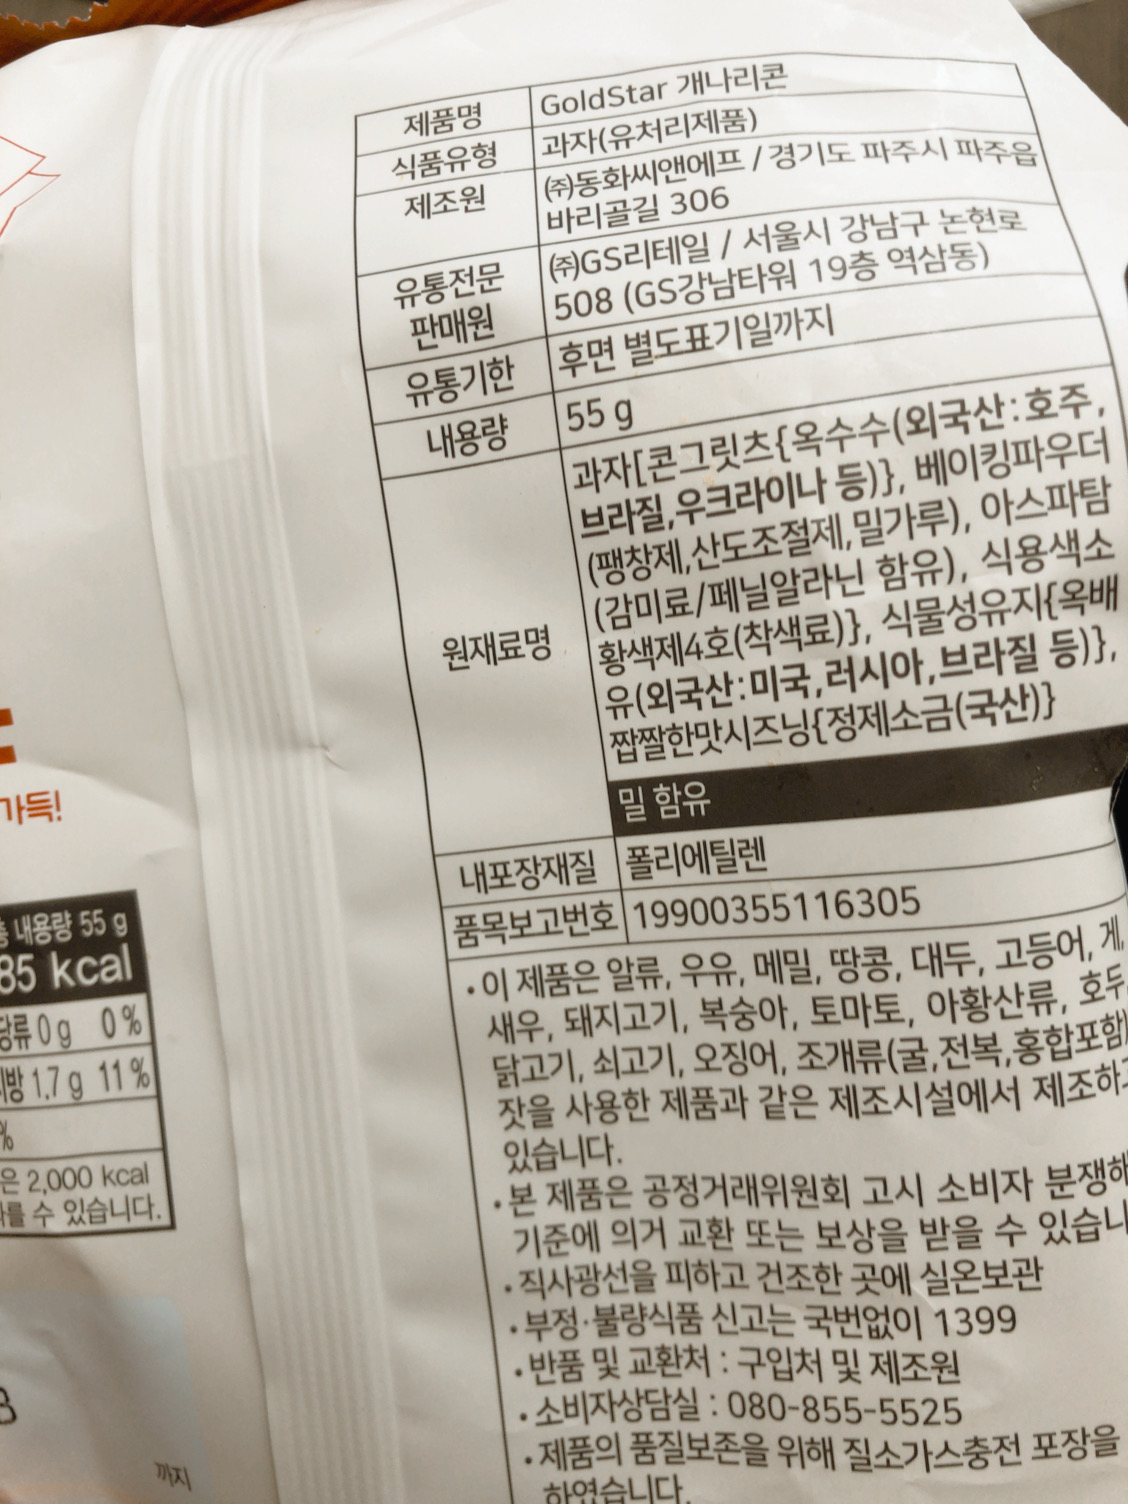 제품명 GoldStar 개나리콘
식품유형 과자(유처리제품)
제조원 ㈜동화씨앤에프 / 경기도 파주시 파주읍
바리골길 306
유통전문 ㈜GS리테일 / 서울시 강남구 논현로
판매원 508 (GS강남타워 19층 역삼동)
유통기한 후면 별도표기일까지
내용량 55 g
원재료명
과자[콘그릿츠{옥수수(외국산:호주,
브라질,우크라이나 등)}, 베이킹파우더
(팽창제,산도조절제,밀가루), 아스파탐
(감미료/페닐알라닌 함유), 식용색소
황색제4호(착색료)}, 식물성유지{옥배
유(외국산:미국,러시아,브라질 등)},
짭짤한맛시즈닝{정제소금(국산)}
밀 함유
내포장재질 폴리에틸렌
품목보고번호 19900355116305
• 이 제품은 알류, 우유, 메밀, 땅콩, 대두, 고등어, 게,
새우, 돼지고기, 복숭아, 토마토, 아황산류, 호두,
닭고기, 쇠고기, 오징어, 조개류(굴,전복,홍합포함)
잣을 사용한 제품과 같은 제조시설에서 제조하고
있습니다.
• 본 제품은 공정거래위원회 고시 소비자 분쟁해
기준에 의거 교환 또는 보상을 받을 수 있습니
• 직사광선을 피하고 건조한 곳에 실온보관
• 부정·불량식품 신고는 국번없이 1399
• 반품 및 교환처 : 구입처 및 제조원
• 소비자상담실 : 080-855-5525
• 제품의 품질보존을 위해 질소가스충전 포장을
하였습니다.
가득!
총 내용량 55 g
85 kcal
당류 0 g 0 %
지방 1.7 g 11 %
%
은 2,000 kcal
다를 수 있습니다.
까지